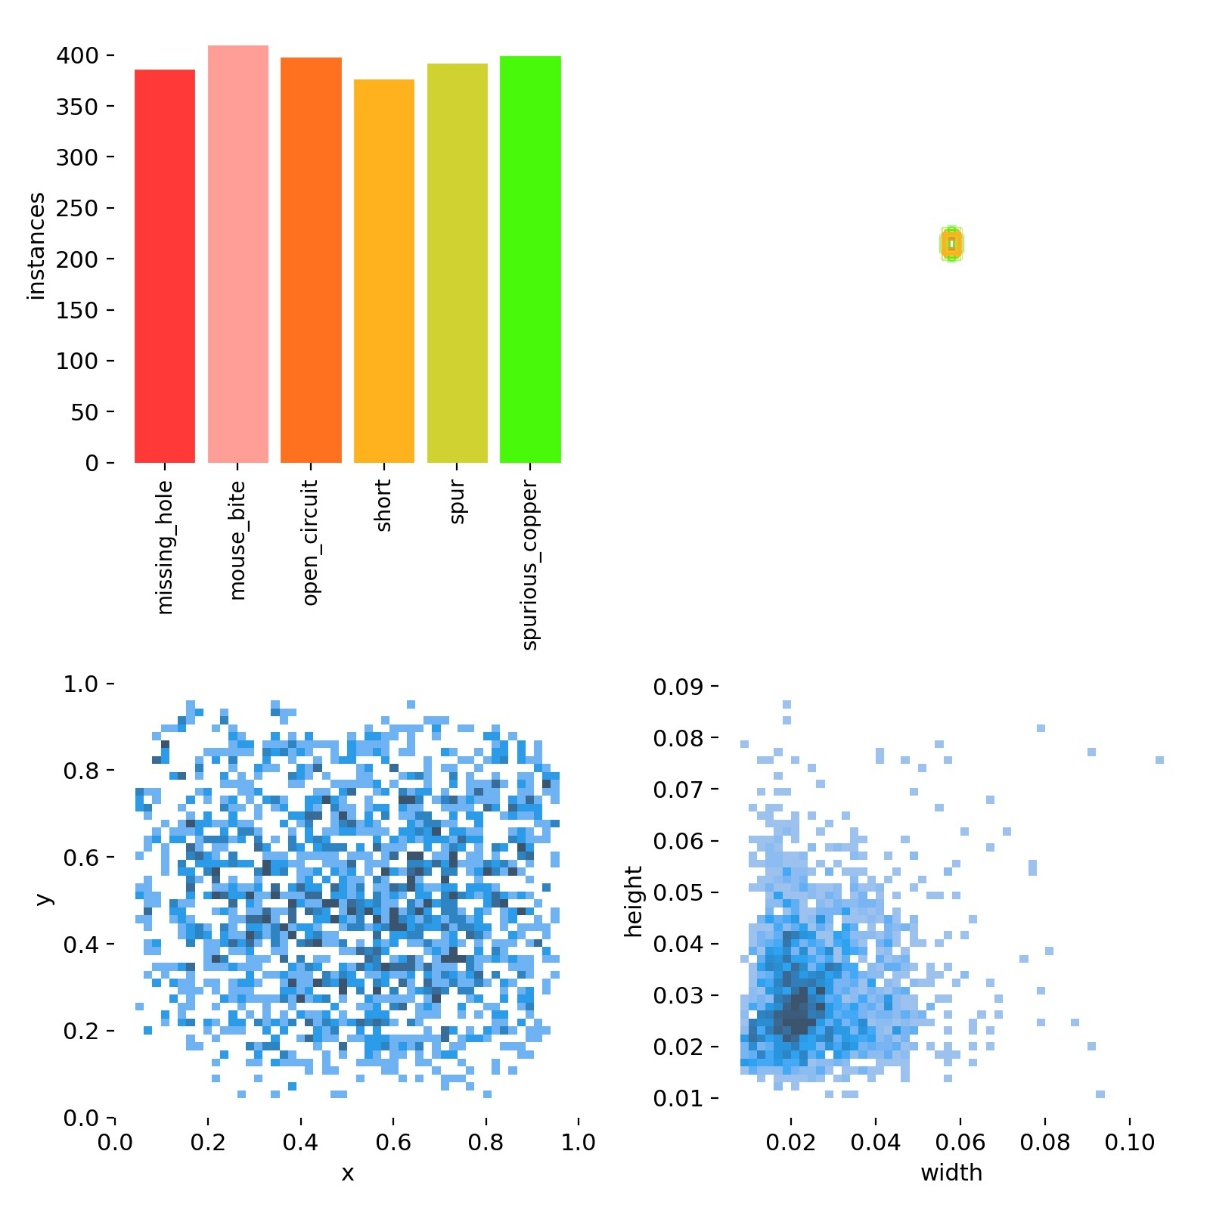 400
350
300
250
200
150
100
50
0
instances
missing_hole
mouse_bite
open_circuit
short
spur
spurious_copper
1.0
0.8
0.6
0.4
0.2
0.0
y
0.0 0.2 0.4 0.6 0.8 1.0
x
0.09
0.08
0.07
0.06
0.05
0.04
0.03
0.02
0.01
height
0.02 0.04 0.06 0.08 0.10
width